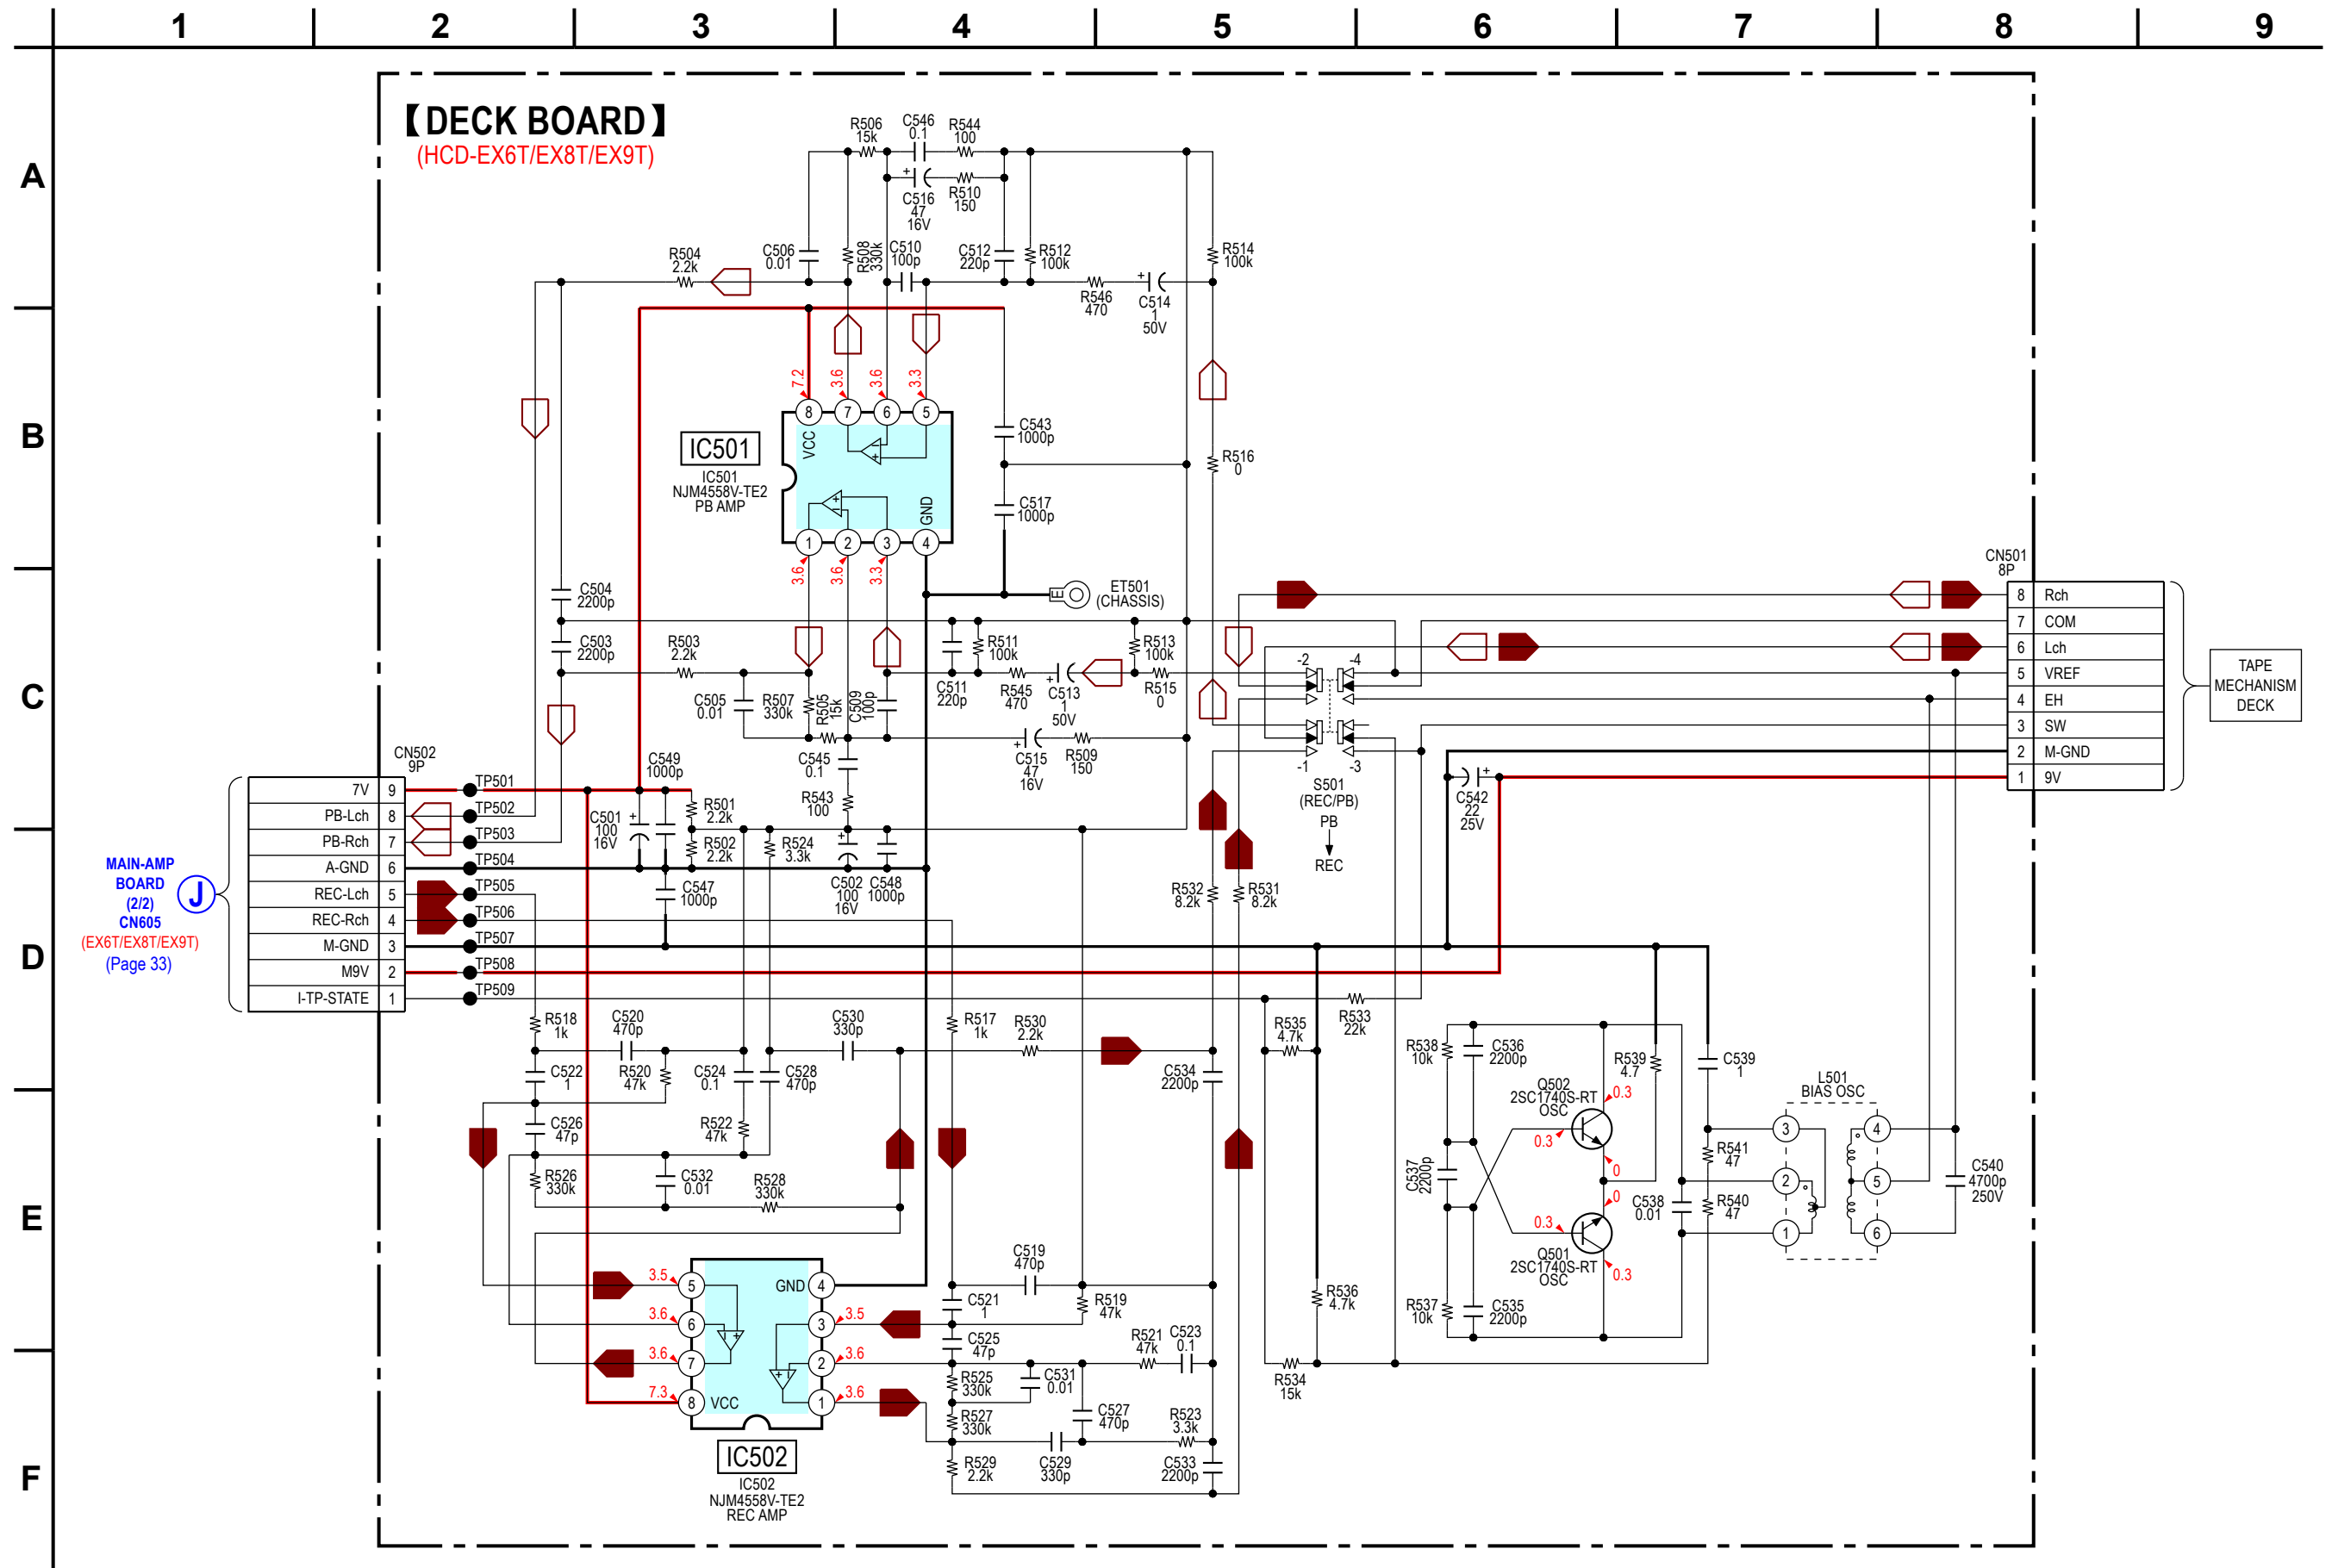 1 2 3 4 5 6 7 8 9
A
B
C
D
E
F
【DECK BOARD】
(HCD-EX6T/EX8T/EX9T)
R506
15k
C546
0.1
R544
100
C516
47
16V
R510
150
R504
2.2k
C506
0.01
R508
330k
C510
100p
C512
220p
R512
100k
R546
470
C514
1
50V
R514
100k
7.2
3.6
3.6
3.3
8
7
6
5
VCC
IC501
IC501
NJM4558V-TE2
PB AMP
GND
1
2
3
4
3.6
3.6
3.3
C543
1000p
C517
1000p
R516
0
ET501
(CHASSIS)
E
C504
2200p
C503
2200p
R503
2.2k
C505
0.01
R507
330k
R505
15k
C509
100p
C511
220p
R511
100k
R545
470
C513
1
50V
R513
100k
R515
0
C515
47
16V
R509
150
C545
0.1
R543
100
-2
-4
-1
-3
S501
(REC/PB)
PB
REC
CN501
8P
8 Rch
7 COM
6 Lch
5 VREF
4 EH
3 SW
2 M-GND
1 9V
TAPE
MECHANISM
DECK
C542
22
25V
CN502
9P
7V 9
PB-Lch 8
PB-Rch 7
A-GND 6
REC-Lch 5
REC-Rch 4
M-GND 3
M9V 2
I-TP-STATE 1
TP501
TP502
TP503
TP504
TP505
TP506
TP507
TP508
TP509
MAIN-AMP
BOARD
(2/2)
CN605
(EX6T/EX8T/EX9T)
(Page 33)
J
C549
1000p
C501
100
16V
R501
2.2k
R502
2.2k
R524
3.3k
C502
100
16V
C548
1000p
C547
1000p
R532
8.2k
R531
8.2k
R518
1k
C520
470p
C530
330p
R517
1k
R530
2.2k
C522
1
R520
47k
C524
0.1
C528
470p
C534
2200p
R535
4.7k
R533
22k
C526
47p
R522
47k
R526
330k
C532
0.01
R528
330k
R538
10k
C536
2200p
R539
4.7
C539
1
Q502
2SC1740S-RT
OSC
0.3
0.3
0
0
0.3
0.3
C537
2200p
Q501
2SC1740S-RT
OSC
C538
0.01
R541
47
R540
47
L501
BIAS OSC
3
2
1
4
5
6
C540
4700p
250V
R537
10k
C535
2200p
3.5
3.6
3.6
7.3
5
6
7
8
VCC
GND
4
3
2
1
3.5
3.6
3.6
IC502
IC502
NJM4558V-TE2
REC AMP
C519
470p
C521
1
R519
47k
C525
47p
R521
47k
C523
0.1
R525
330k
C531
0.01
R527
330k
C527
470p
R523
3.3k
R529
2.2k
C529
330p
C533
2200p
R536
4.7k
R534
15k